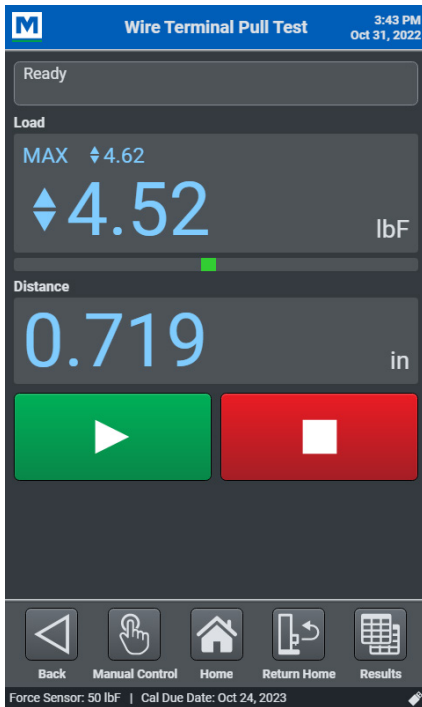 M
Wire Terminal Pull Test
3:43 PM
Oct 31, 2022
Ready
Load
MAX 4.62
4.52 lbF
Distance
0.719 in
Back Manual Control Home Return Home Results
Force Sensor: 50 lbF | Cal Due Date: Oct 24, 2023